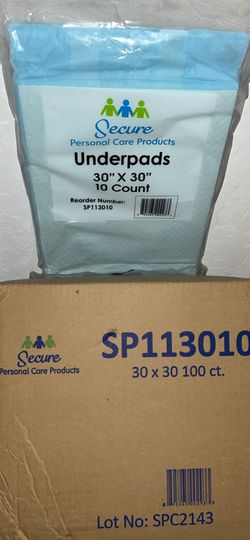 Secure
Personal Care Products
Underpads
30" X 30"
10 Count
Reorder Number:
SP113010
Secure
Personal Care Products
SP113010
30 x 30 100 ct.
Lot No: SPC2143